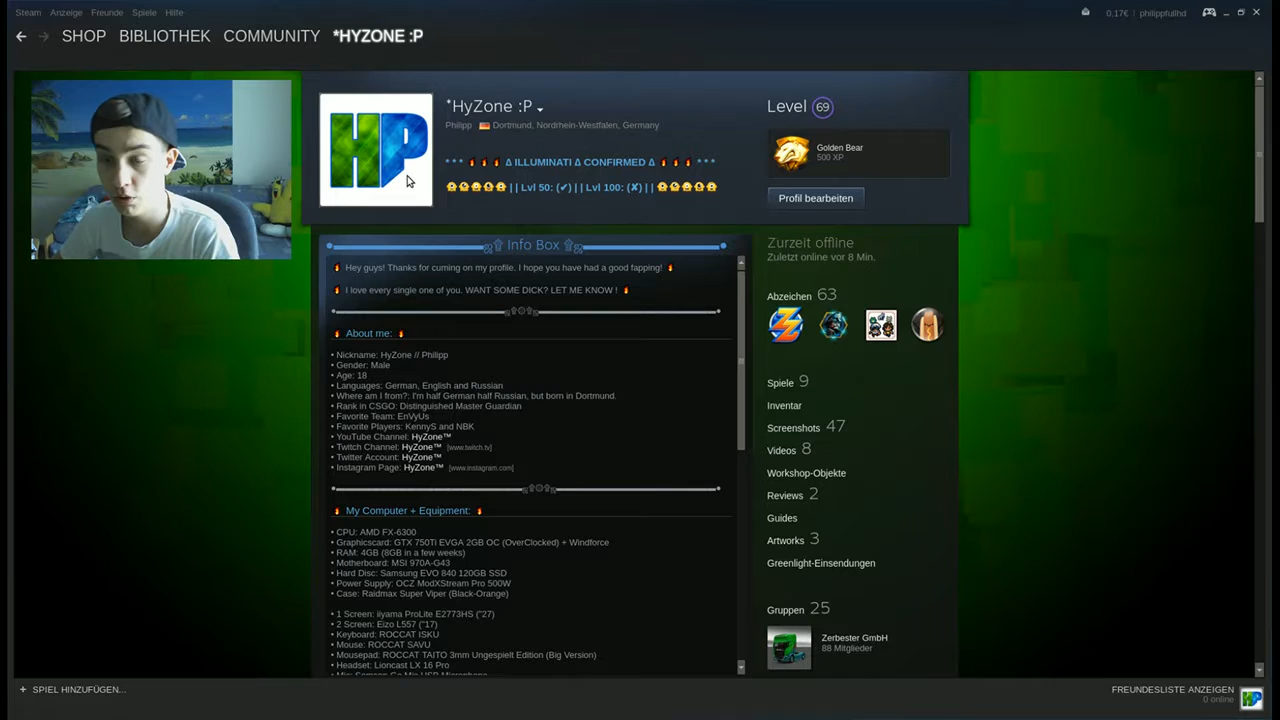 Steam Anzeige Freunde Spiele Hilfe
0,17€ | philippfullhd
SHOP BIBLIOTHEK COMMUNITY *HYZONE :P
HP
*HyZone :P
Philipp Dortmund, Nordrhein-Westfalen, Germany
* * * 🔥 🔥 🔥 Δ ILLUMINATI Δ CONFIRMED Δ 🔥 🔥 🔥 * * *
| | Lvl 50: (✔) | | Lvl 100: (✘) | |
Level 69
Golden Bear
500 XP
Profil bearbeiten
Info Box
Hey guys! Thanks for cuming on my profile. I hope you have had a good fapping!
I love every single one of you. WANT SOME DICK? LET ME KNOW !
About me:
• Nickname: HyZone // Philipp
• Gender: Male
• Age: 18
• Languages: German, English and Russian
• Where am I from?: I'm half German half Russian, but born in Dortmund.
• Rank in CSGO: Distinguished Master Guardian
• Favorite Team: EnVyUs
• Favorite Players: KennyS and NBK
• YouTube Channel: HyZone™
• Twitch Channel: HyZone™ [www.twitch.tv]
• Twitter Account: HyZone™
• Instagram Page: HyZone™ [www.instagram.com]
My Computer + Equipment:
• CPU: AMD FX-6300
• Graphicscard: GTX 750Ti EVGA 2GB OC (OverClocked) + Windforce
• RAM: 4GB (8GB in a few weeks)
• Motherboard: MSI 970A-G43
• Hard Disc: Samsung EVO 840 120GB SSD
• Power Supply: OCZ ModXStream Pro 500W
• Case: Raidmax Super Viper (Black-Orange)
• 1 Screen: iiyama ProLite E2773HS ("27)
• 2 Screen: Eizo L557 ("17)
• Keyboard: ROCCAT ISKU
• Mouse: ROCCAT SAVU
• Mousepad: ROCCAT TAITO 3mm Ungespielt Edition (Big Version)
• Headset: Lioncast LX 16 Pro
Zurzeit offline
Zuletzt online vor 8 Min.
Abzeichen 63
Spiele 9
Inventar
Screenshots 47
Videos 8
Workshop-Objekte
Reviews 2
Guides
Artworks 3
Greenlight-Einsendungen
Gruppen 25
Zerbester GmbH
88 Mitglieder
+ SPIEL HINZUFÜGEN...
FREUNDESLISTE ANZEIGEN
0 online
HP